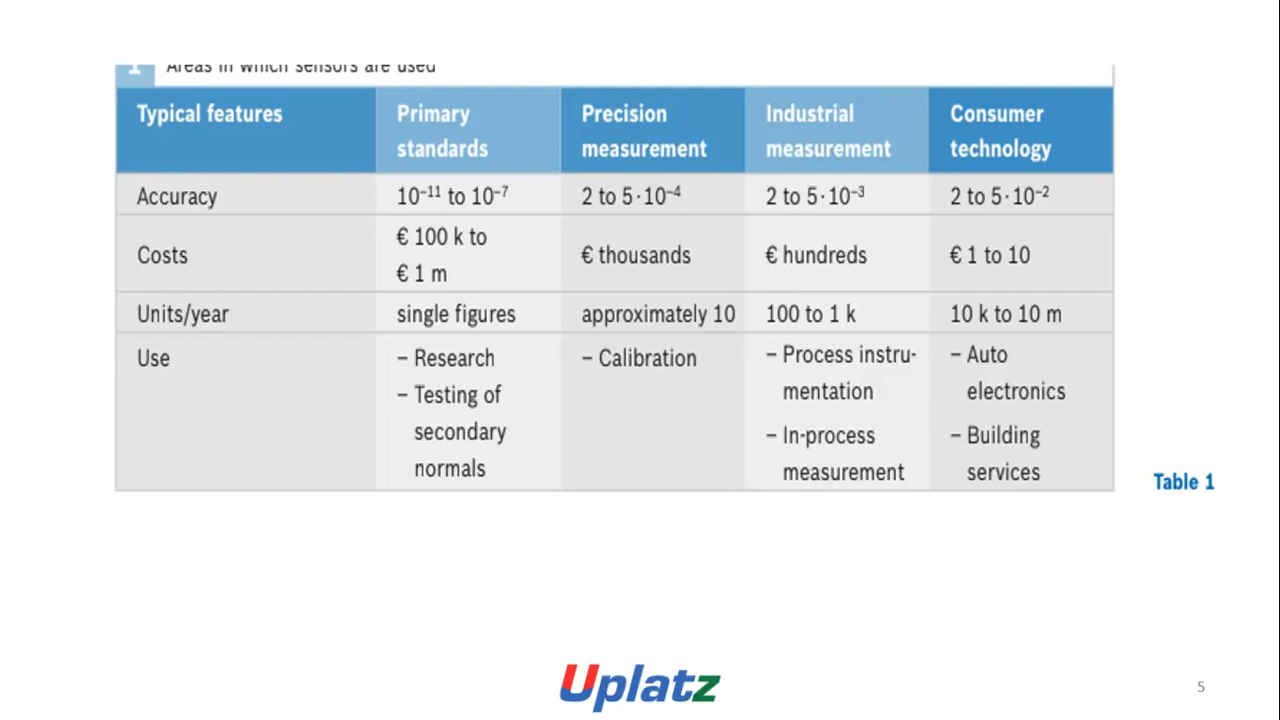 1 Areas in which sensors are used
Typical features
Primary
standards
Precision
measurement
Industrial
measurement
Consumer
technology
Accuracy
10⁻¹¹ to 10⁻⁷
2 to 5·10⁻⁴
2 to 5·10⁻³
2 to 5·10⁻²
Costs
€ 100 k to
€ 1 m
€ thousands
€ hundreds
€ 1 to 10
Units/year
single figures
approximately 10
100 to 1 k
10 k to 10 m
Use
– Research
– Testing of
secondary
normals
– Calibration
– Process instru-
mentation
– In-process
measurement
– Auto
electronics
– Building
services
Table 1
Uplatz
5